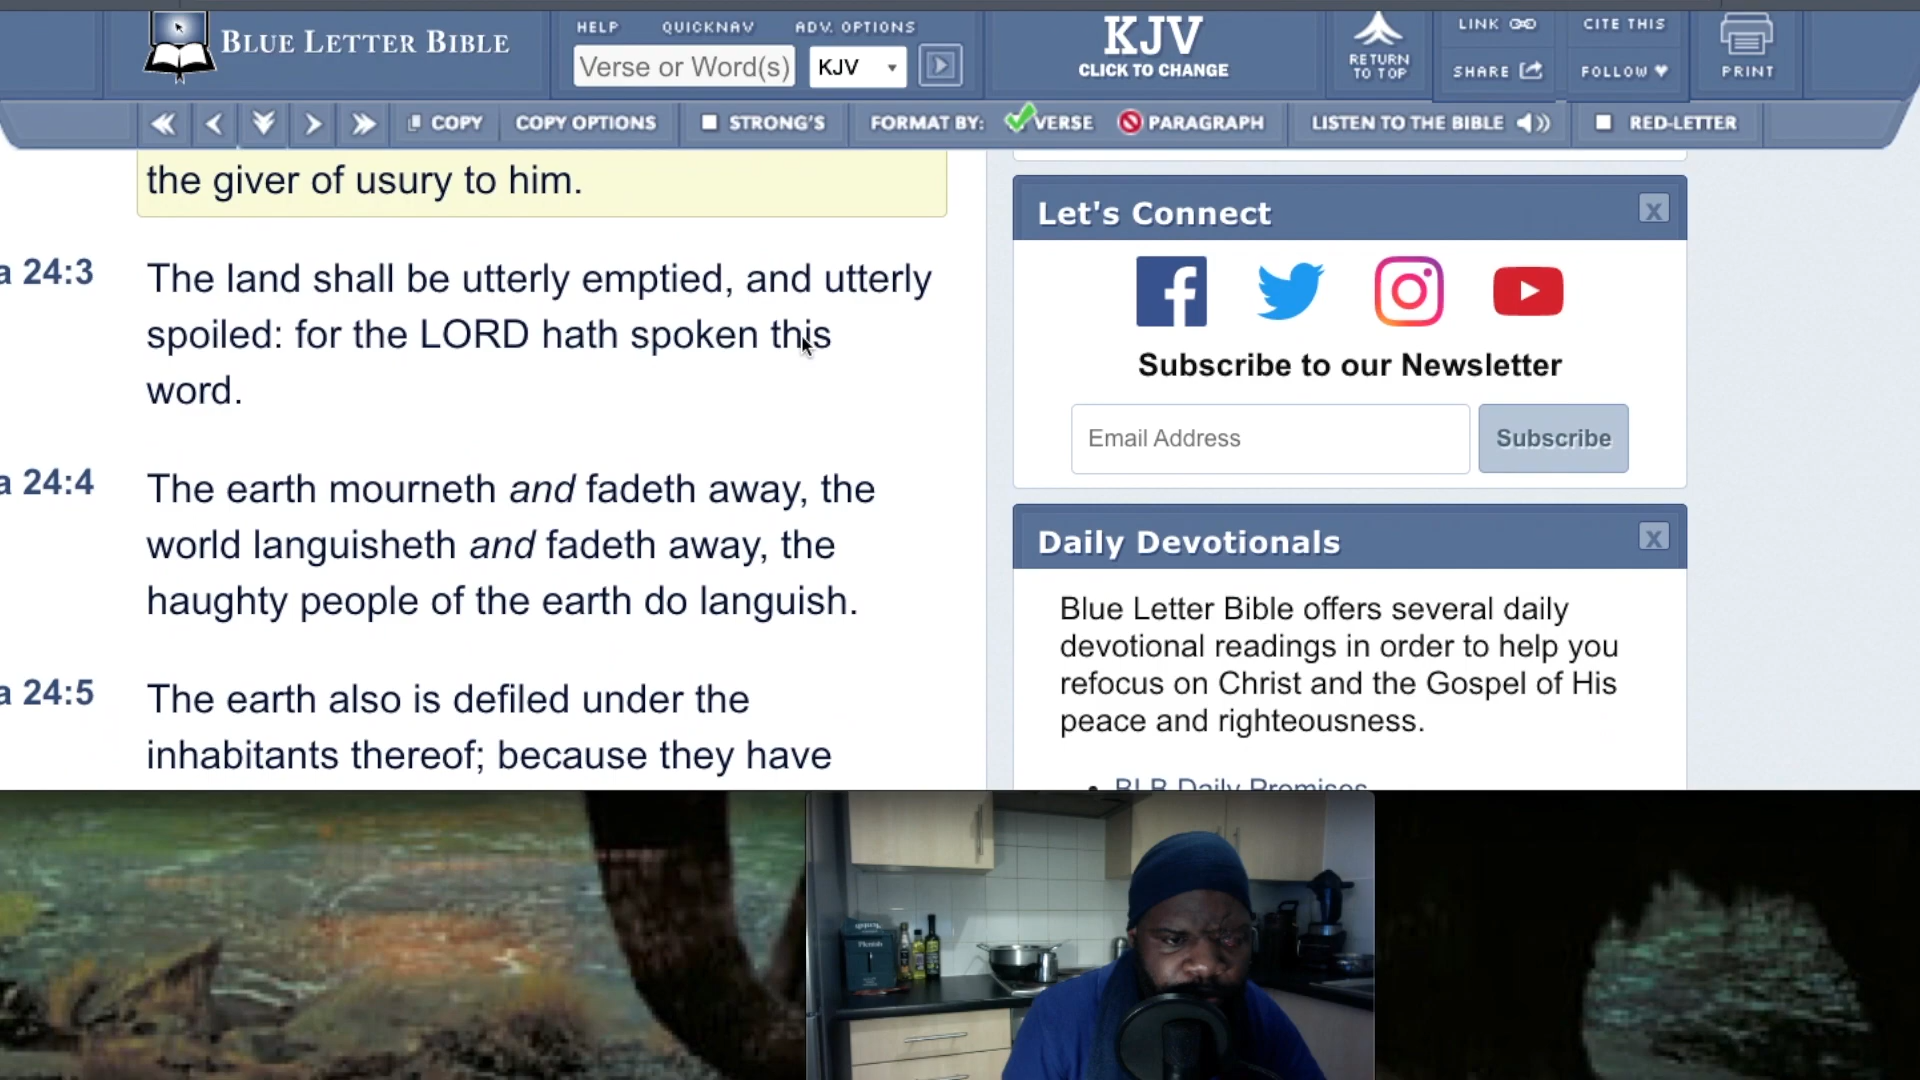 HELP QUICKNAV ADV. OPTIONS
BLUE LETTER BIBLE
Verse or Word(s) KJV
KJV
CLICK TO CHANGE
RETURN
TO TOP
LINK CITE THIS
SHARE FOLLOW
PRINT
COPY COPY OPTIONS STRONG'S FORMAT BY: VERSE PARAGRAPH LISTEN TO THE BIBLE RED-LETTER
the giver of usury to him.
a 24:3 The land shall be utterly emptied, and utterly
spoiled: for the LORD hath spoken this
word.
a 24:4 The earth mourneth and fadeth away, the
world languisheth and fadeth away, the
haughty people of the earth do languish.
a 24:5 The earth also is defiled under the
inhabitants thereof; because they have
Let's Connect
Subscribe to our Newsletter
Email Address Subscribe
Daily Devotionals
Blue Letter Bible offers several daily
devotional readings in order to help you
refocus on Christ and the Gospel of His
peace and righteousness.
BLB Daily Promises